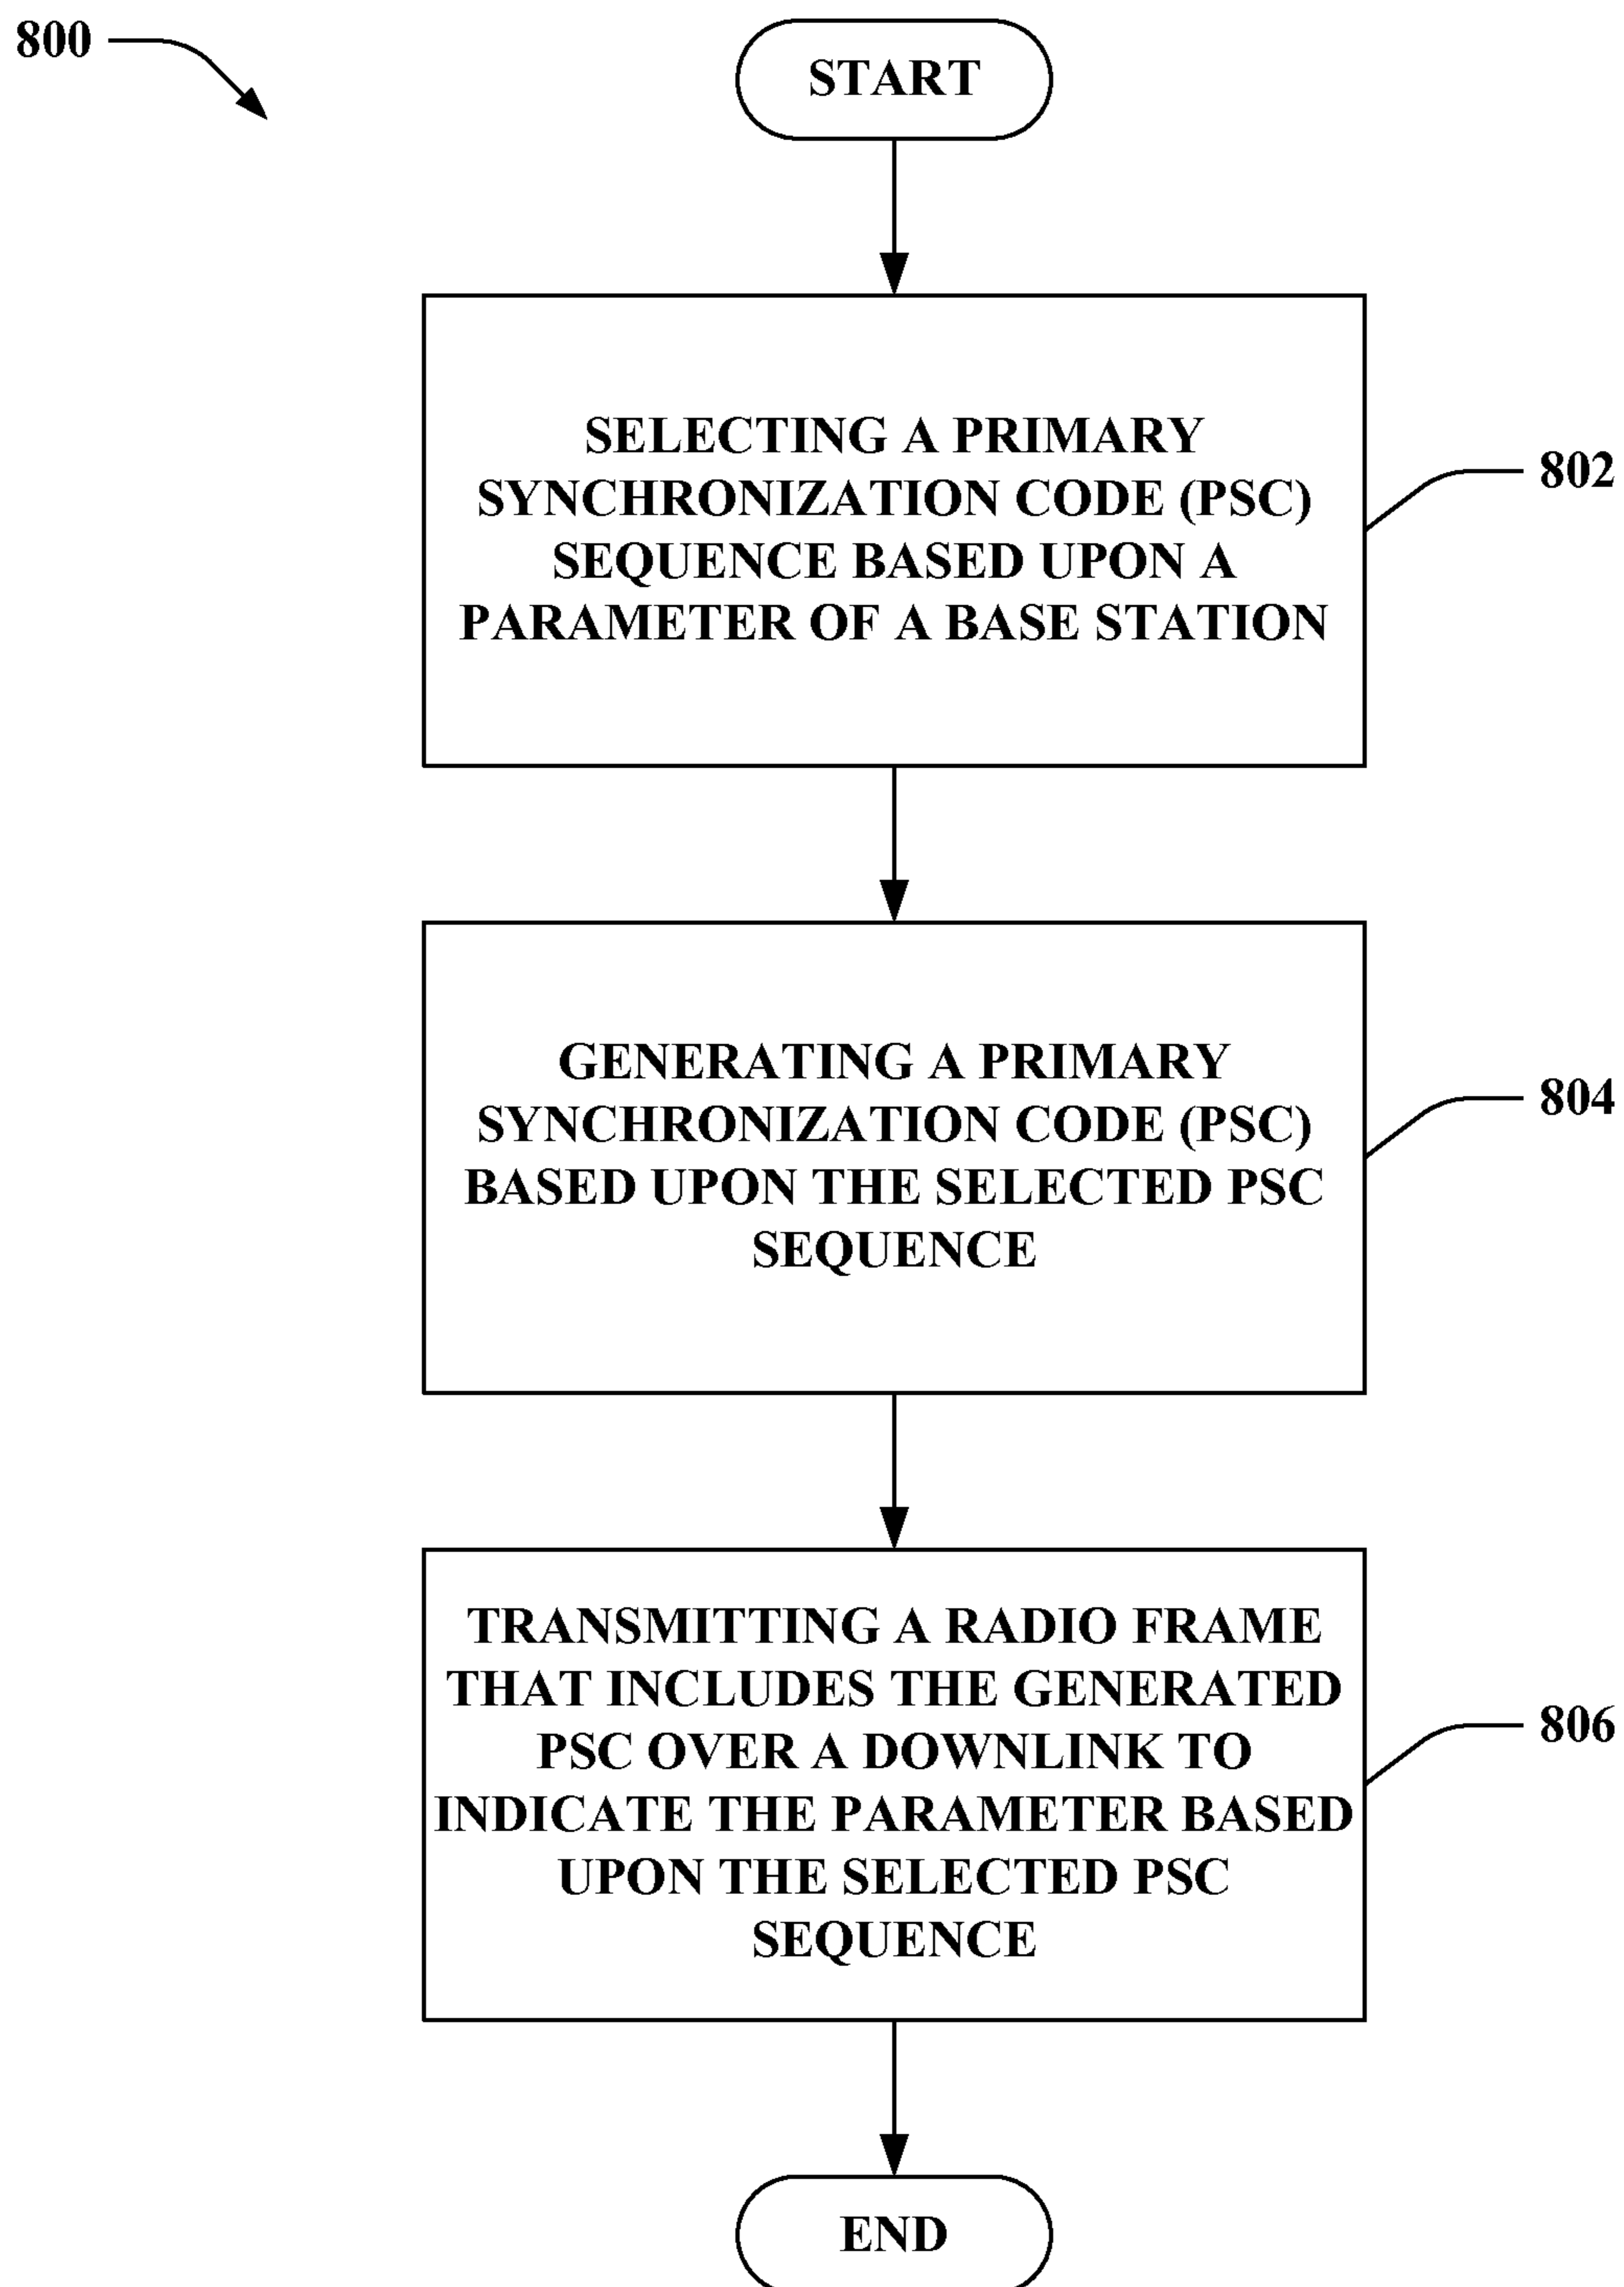 800
START
SELECTING A PRIMARY
SYNCHRONIZATION CODE (PSC)
SEQUENCE BASED UPON A
PARAMETER OF A BASE STATION
802
GENERATING A PRIMARY
SYNCHRONIZATION CODE (PSC)
BASED UPON THE SELECTED PSC
SEQUENCE
804
TRANSMITTING A RADIO FRAME
THAT INCLUDES THE GENERATED
PSC OVER A DOWNLINK TO
INDICATE THE PARAMETER BASED
UPON THE SELECTED PSC
SEQUENCE
806
END